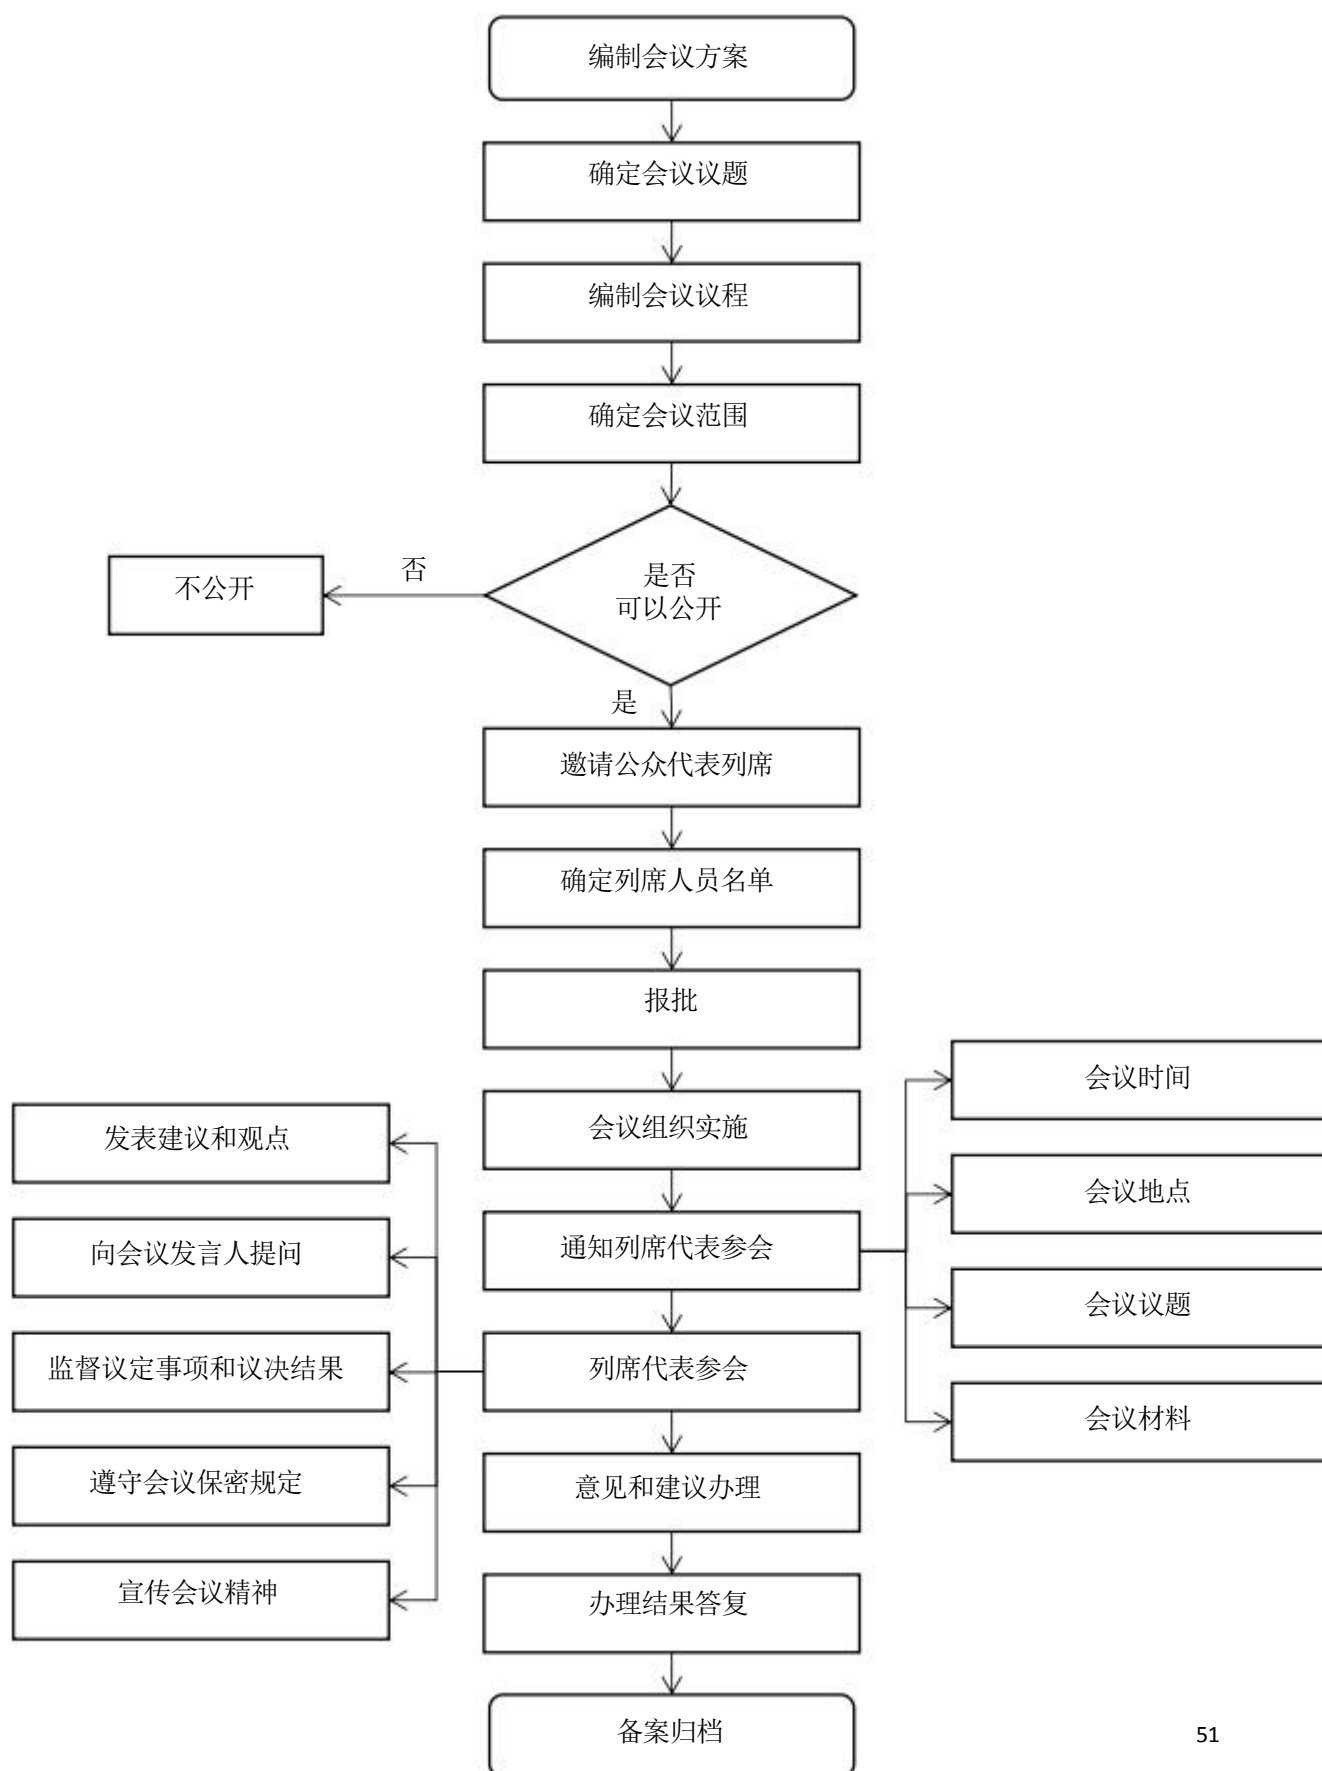 编制会议方案
确定会议议题
编制会议议程
确定会议范围
是否
可以公开
否
不公开
是
邀请公众代表列席
确定列席人员名单
报批
会议组织实施
通知列席代表参会
会议时间
会议地点
会议议题
会议材料
列席代表参会
发表建议和观点
向会议发言人提问
监督议定事项和议决结果
遵守会议保密规定
宣传会议精神
意见和建议办理
办理结果答复
备案归档
51